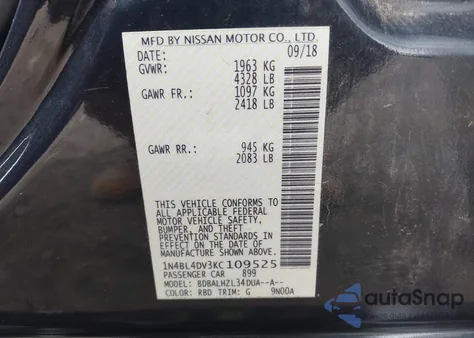 MFD BY NISSAN MOTOR CO., LTD.
DATE: 09/18
GVWR: 1963 KG
4328 LB
GAWR FR.: 1097 KG
2418 LB
GAWR RR.: 945 KG
2083 LB
THIS VEHICLE CONFORMS TO ALL
APPLICABLE FEDERAL
MOTOR VEHICLE SAFETY,
BUMPER, AND THEFT
PREVENTION STANDARDS IN
EFFECT ON THE DATE OF
MANUFACTURE SHOWN ABOVE.
1N4BL4DV3KC109525
PASSENGER CAR 899
MODEL: BDBALHZL34DUA--A--
COLOR: RBD TRIM: G 9N00A
autoSnap